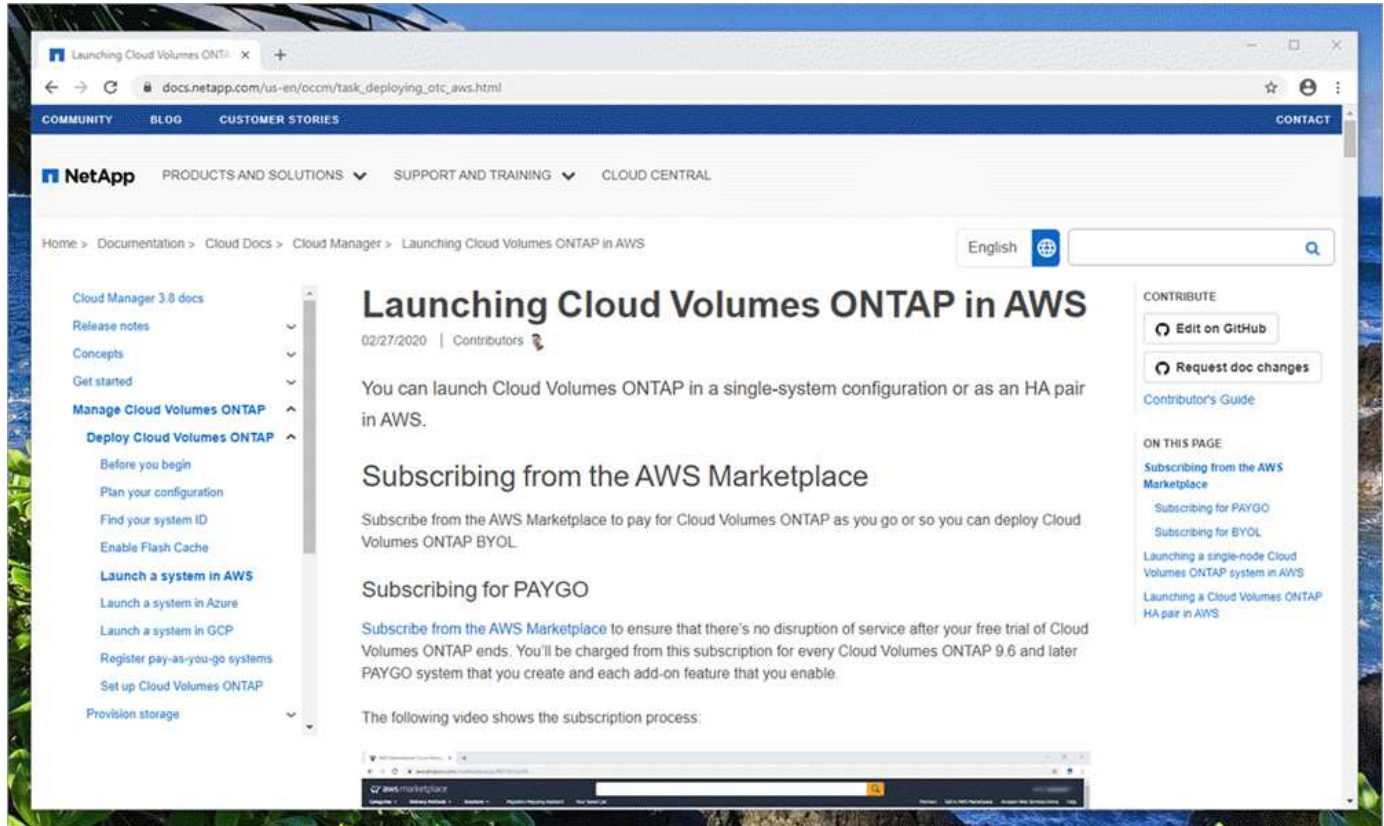 Launching Cloud Volumes ONTA
docs.netapp.com/us-en/occm/task_deploying_otc_aws.html
COMMUNITY BLOG CUSTOMER STORIES CONTACT
NetApp PRODUCTS AND SOLUTIONS SUPPORT AND TRAINING CLOUD CENTRAL
Home > Documentation > Cloud Docs > Cloud Manager > Launching Cloud Volumes ONTAP in AWS
English
Cloud Manager 3.8 docs
Release notes
Concepts
Get started
Manage Cloud Volumes ONTAP
Deploy Cloud Volumes ONTAP
Before you begin
Plan your configuration
Find your system ID
Enable Flash Cache
Launch a system in AWS
Launch a system in Azure
Launch a system in GCP
Register pay-as-you-go systems
Set up Cloud Volumes ONTAP
Provision storage
Launching Cloud Volumes ONTAP in AWS
02/27/2020 | Contributors
You can launch Cloud Volumes ONTAP in a single-system configuration or as an HA pair
in AWS.
Subscribing from the AWS Marketplace
Subscribe from the AWS Marketplace to pay for Cloud Volumes ONTAP as you go or so you can deploy Cloud
Volumes ONTAP BYOL.
Subscribing for PAYGO
Subscribe from the AWS Marketplace to ensure that there's no disruption of service after your free trial of Cloud
Volumes ONTAP ends. You'll be charged from this subscription for every Cloud Volumes ONTAP 9.6 and later
PAYGO system that you create and each add-on feature that you enable.
The following video shows the subscription process:
aws marketplace
CONTRIBUTE
Edit on GitHub
Request doc changes
Contributor's Guide
ON THIS PAGE
Subscribing from the AWS
Marketplace
Subscribing for PAYGO
Subscribing for BYOL
Launching a single-node Cloud
Volumes ONTAP system in AWS
Launching a Cloud Volumes ONTAP
HA pair in AWS